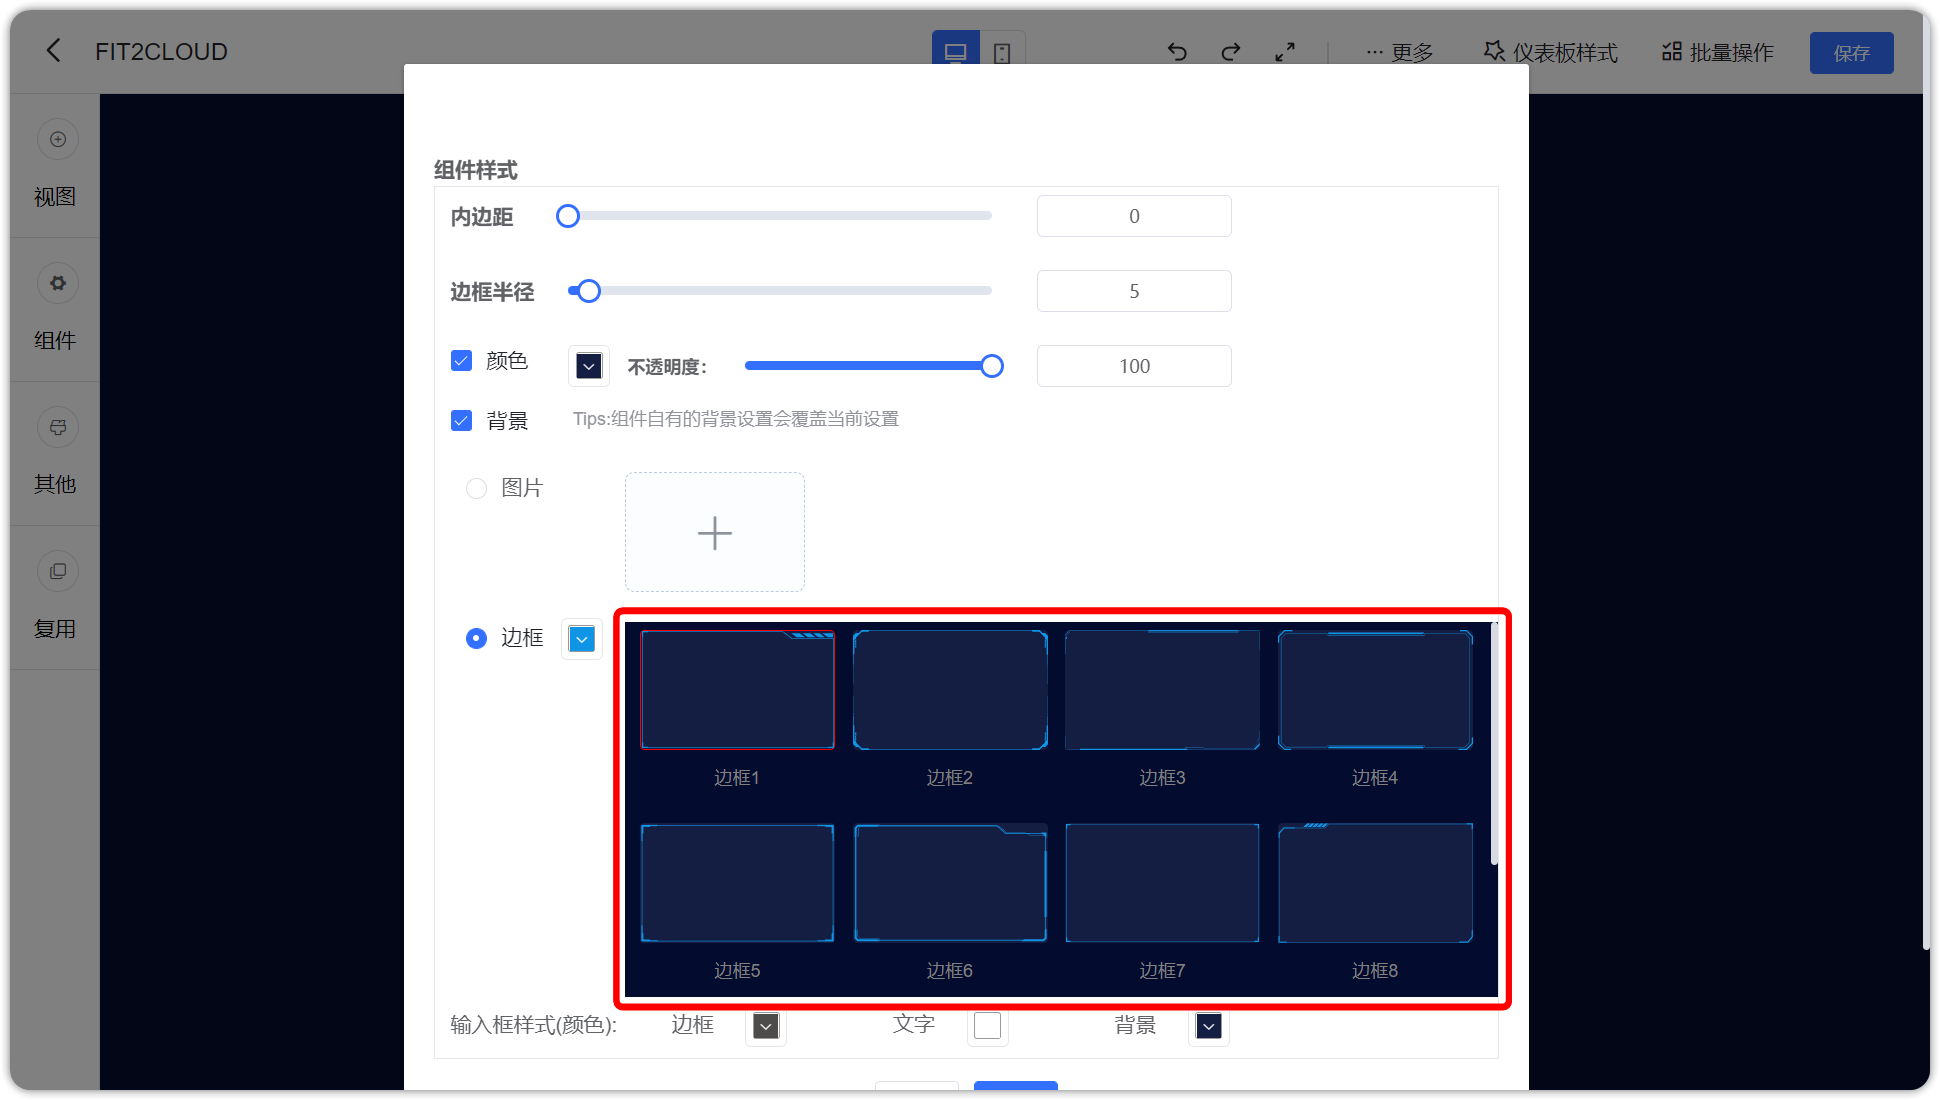 FIT2CLOUD
··· 更多
仪表板样式
批量操作
保存
视图
组件
其他
复用
组件样式
内边距
0
边框半径
5
颜色
不透明度：
100
背景
Tips:组件自有的背景设置会覆盖当前设置
图片
边框
边框1
边框2
边框3
边框4
边框5
边框6
边框7
边框8
输入框样式(颜色):
边框
文字
背景